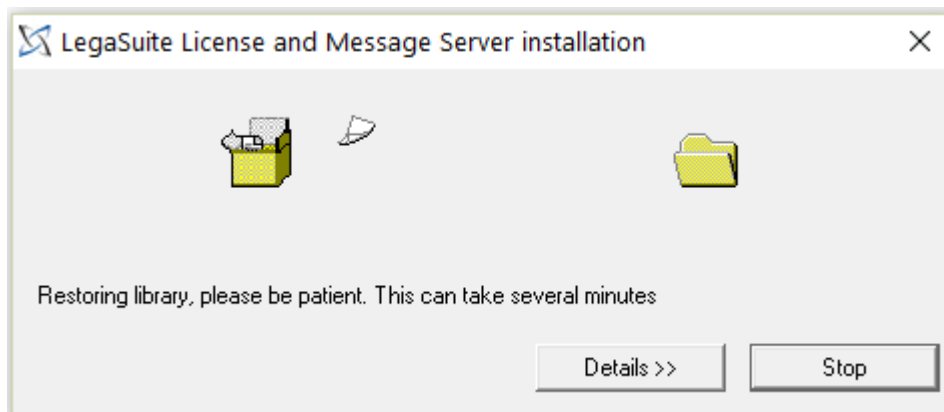 LegaSuite License and Message Server installation
Restoring library, please be patient. This can take several minutes
Details >>
Stop